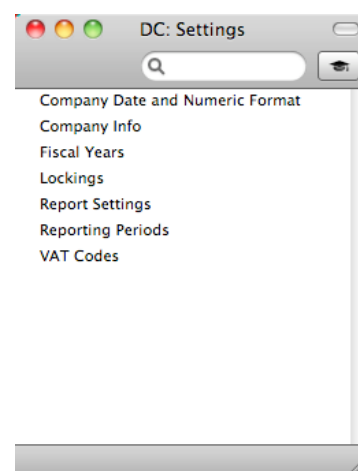 DC: Settings
Company Date and Numeric Format
Company Info
Fiscal Years
Lockings
Report Settings
Reporting Periods
VAT Codes